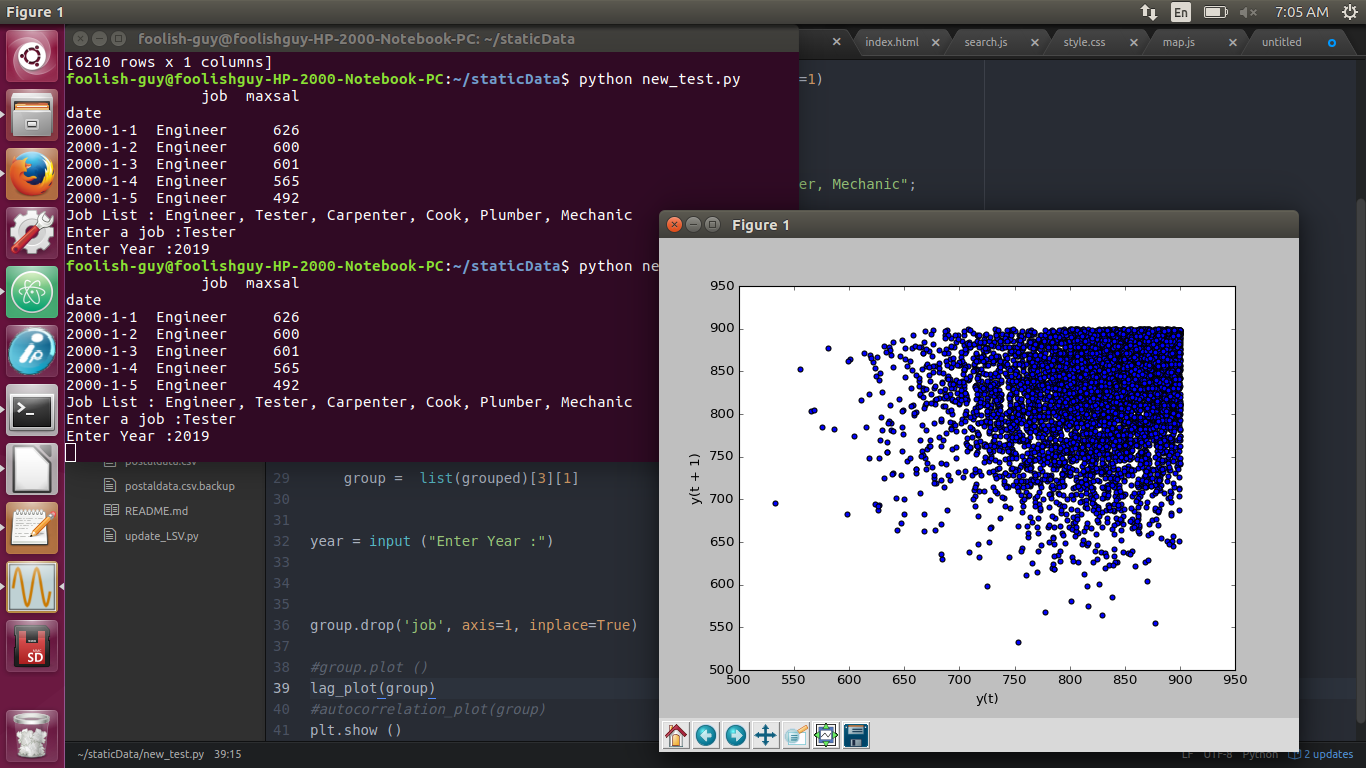 Figure 1
En
7:05 AM
foolish-guy@foolishguy-HP-2000-Notebook-PC: ~/staticData
[6210 rows x 1 columns]
foolish-guy@foolishguy-HP-2000-Notebook-PC:~/staticData$ python new_test.py
job maxsal
date
2000-1-1 Engineer 626
2000-1-2 Engineer 600
2000-1-3 Engineer 601
2000-1-4 Engineer 565
2000-1-5 Engineer 492
Job List : Engineer, Tester, Carpenter, Cook, Plumber, Mechanic
Enter a job :Tester
Enter Year :2019
foolish-guy@foolishguy-HP-2000-Notebook-PC:~/staticData$ python ne
job maxsal
date
2000-1-1 Engineer 626
2000-1-2 Engineer 600
2000-1-3 Engineer 601
2000-1-4 Engineer 565
2000-1-5 Engineer 492
Job List : Engineer, Tester, Carpenter, Cook, Plumber, Mechanic
Enter a job :Tester
Enter Year :2019
index.html
search.js
style.css
map.js
untitled
=1)
er, Mechanic";
postaldata.csv
postaldata.csv.backup
README.md
update_LSV.py
29 group = list(grouped)[3][1]
30
31
32 year = input ("Enter Year :")
33
34
35
36 group.drop('job', axis=1, inplace=True)
37
38 #group.plot ()
39 lag_plot(group)
40 #autocorrelation_plot(group)
41 plt.show ()
~/staticData/new_test.py 39:15
LF UTF-8 Python 2 updates
Figure 1
950
900
850
800
750
700
650
600
550
500
y(t + 1)
500 550 600 650 700 750 800 850 900 950
y(t)
SD